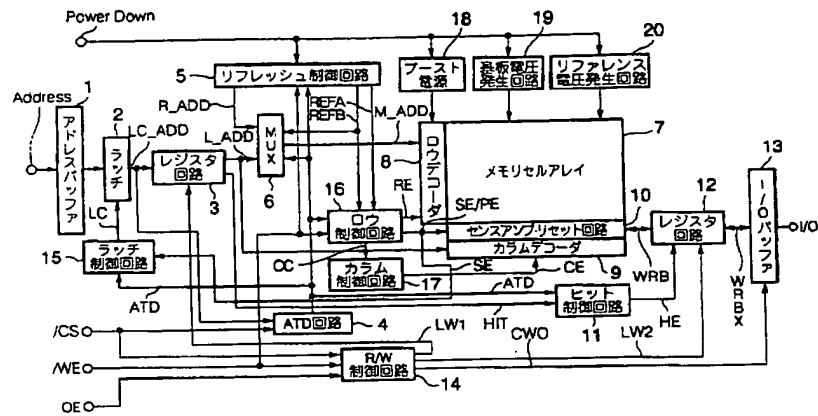 Power Down
18
19
20
5
リフレッシュ制御回路
ブースト
電源
基板電圧
発生回路
リファレンス
電圧発生回路
Address
1
アドレスバッファ
2
ラッチ
LC_ADD
R_ADD
REFA
REFB
M_ADD
L_ADD
MUX
6
レジスタ
回路
3
8
ロウデコーダ
メモリセルアレイ
7
13
I/Oバッファ
I/O
16
ロウ
制御回路
RE
SE/PE
10
センスアンプ・リセット回路
12
レジスタ
回路
LC
15
ラッチ
制御回路
CC
カラム
制御回路
17
SE
CE
カラムデコーダ
9
WRB
WRBX
ATD
ATD
HIT
ヒット
制御回路
11
HE
/CS
ATD回路
4
LW1
CWO
LW2
/WE
R/W
制御回路
14
OE